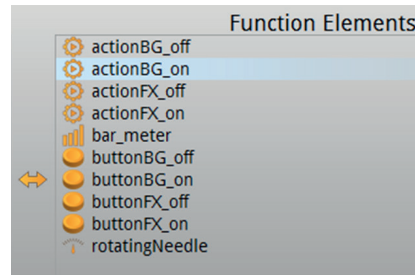 Function Elements
actionBG_off
actionBG_on
actionFX_off
actionFX_on
bar_meter
buttonBG_off
buttonBG_on
buttonFX_off
buttonFX_on
rotatingNeedle